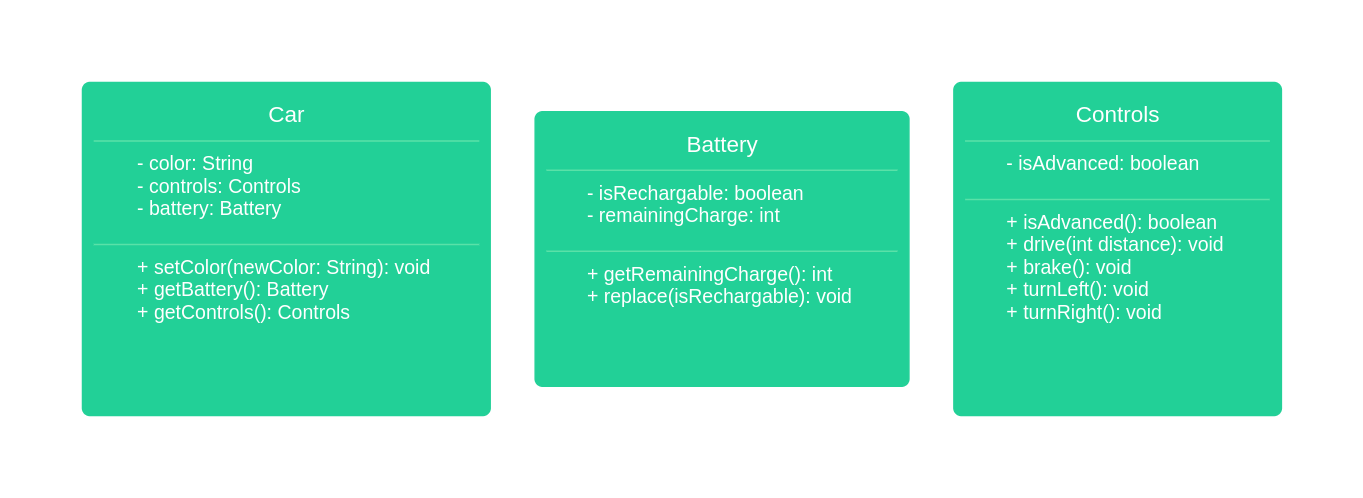 Car
- color: String
- controls: Controls
- battery: Battery
+ setColor(newColor: String): void
+ getBattery(): Battery
+ getControls(): Controls
Battery
- isRechargable: boolean
- remainingCharge: int
+ getRemainingCharge(): int
+ replace(isRechargable): void
Controls
- isAdvanced: boolean
+ isAdvanced(): boolean
+ drive(int distance): void
+ brake(): void
+ turnLeft(): void
+ turnRight(): void